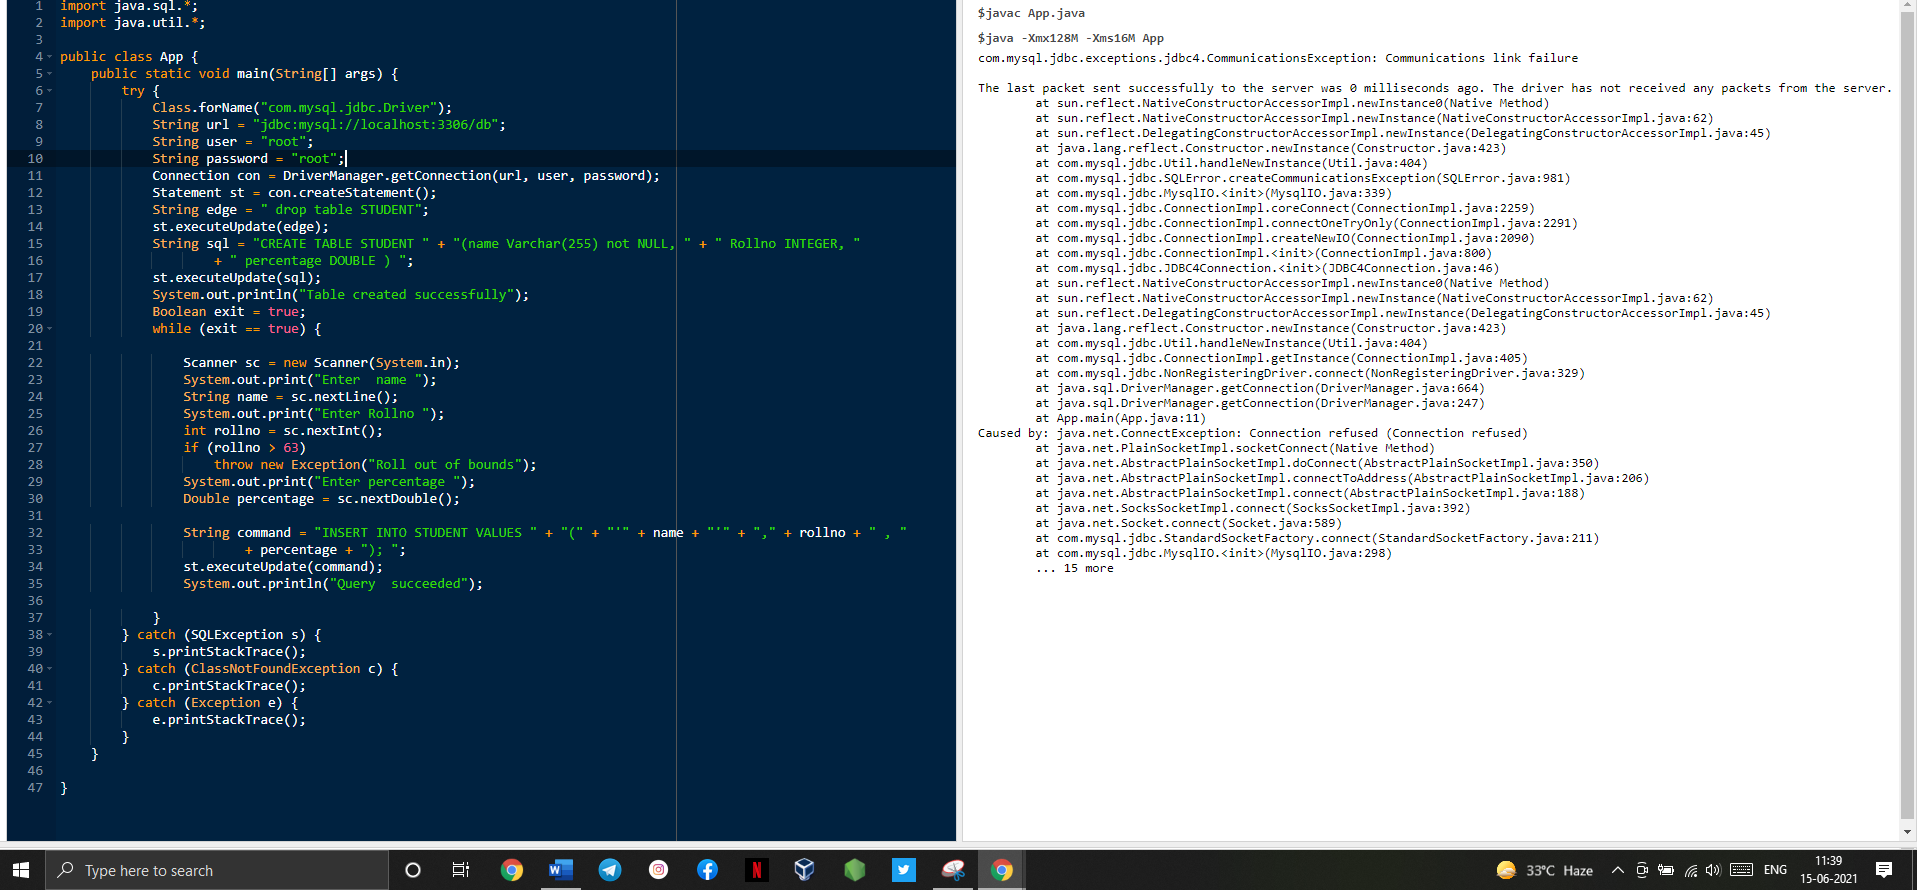 1 import java.sql.*;
2 import java.util.*;
3
4 public class App {
5 public static void main(String[] args) {
6 try {
7 Class.forName("com.mysql.jdbc.Driver");
8 String url = "jdbc:mysql://localhost:3306/db";
9 String user = "root";
10 String password = "root";
11 Connection con = DriverManager.getConnection(url, user, password);
12 Statement st = con.createStatement();
13 String edge = " drop table STUDENT";
14 st.executeUpdate(edge);
15 String sql = "CREATE TABLE STUDENT " + "(name Varchar(255) not NULL, " + " Rollno INTEGER, "
16 + " percentage DOUBLE ) ";
17 st.executeUpdate(sql);
18 System.out.println("Table created successfully");
19 Boolean exit = true;
20 while (exit == true) {
21
22 Scanner sc = new Scanner(System.in);
23 System.out.print("Enter  name ");
24 String name = sc.nextLine();
25 System.out.print("Enter Rollno ");
26 int rollno = sc.nextInt();
27 if (rollno > 63)
28 throw new Exception("Roll out of bounds");
29 System.out.print("Enter percentage ");
30 Double percentage = sc.nextDouble();
31
32 String command = "INSERT INTO STUDENT VALUES " + "(" + "'" + name + "'" + "," + rollno + " , "
33 + percentage + "); ";
34 st.executeUpdate(command);
35 System.out.println("Query  succeeded");
36
37 }
38 } catch (SQLException s) {
39 s.printStackTrace();
40 } catch (ClassNotFoundException c) {
41 c.printStackTrace();
42 } catch (Exception e) {
43 e.printStackTrace();
44 }
45 }
46
47 }
$javac App.java
$java -Xmx128M -Xms16M App
com.mysql.jdbc.exceptions.jdbc4.CommunicationsException: Communications link failure
The last packet sent successfully to the server was 0 milliseconds ago. The driver has not received any packets from the server.
at sun.reflect.NativeConstructorAccessorImpl.newInstance0(Native Method)
at sun.reflect.NativeConstructorAccessorImpl.newInstance(NativeConstructorAccessorImpl.java:62)
at sun.reflect.DelegatingConstructorAccessorImpl.newInstance(DelegatingConstructorAccessorImpl.java:45)
at java.lang.reflect.Constructor.newInstance(Constructor.java:423)
at com.mysql.jdbc.Util.handleNewInstance(Util.java:404)
at com.mysql.jdbc.SQLError.createCommunicationsException(SQLError.java:981)
at com.mysql.jdbc.MysqlIO.<init>(MysqlIO.java:339)
at com.mysql.jdbc.ConnectionImpl.coreConnect(ConnectionImpl.java:2259)
at com.mysql.jdbc.ConnectionImpl.connectOneTryOnly(ConnectionImpl.java:2291)
at com.mysql.jdbc.ConnectionImpl.createNewIO(ConnectionImpl.java:2090)
at com.mysql.jdbc.ConnectionImpl.<init>(ConnectionImpl.java:800)
at com.mysql.jdbc.JDBC4Connection.<init>(JDBC4Connection.java:46)
at sun.reflect.NativeConstructorAccessorImpl.newInstance0(Native Method)
at sun.reflect.NativeConstructorAccessorImpl.newInstance(NativeConstructorAccessorImpl.java:62)
at sun.reflect.DelegatingConstructorAccessorImpl.newInstance(DelegatingConstructorAccessorImpl.java:45)
at java.lang.reflect.Constructor.newInstance(Constructor.java:423)
at com.mysql.jdbc.Util.handleNewInstance(Util.java:404)
at com.mysql.jdbc.ConnectionImpl.getInstance(ConnectionImpl.java:405)
at com.mysql.jdbc.NonRegisteringDriver.connect(NonRegisteringDriver.java:329)
at java.sql.DriverManager.getConnection(DriverManager.java:664)
at java.sql.DriverManager.getConnection(DriverManager.java:247)
at App.main(App.java:11)
Caused by: java.net.ConnectException: Connection refused (Connection refused)
at java.net.PlainSocketImpl.socketConnect(Native Method)
at java.net.AbstractPlainSocketImpl.doConnect(AbstractPlainSocketImpl.java:350)
at java.net.AbstractPlainSocketImpl.connectToAddress(AbstractPlainSocketImpl.java:206)
at java.net.AbstractPlainSocketImpl.connect(AbstractPlainSocketImpl.java:188)
at java.net.SocksSocketImpl.connect(SocksSocketImpl.java:392)
at java.net.Socket.connect(Socket.java:589)
at com.mysql.jdbc.StandardSocketFactory.connect(StandardSocketFactory.java:211)
at com.mysql.jdbc.MysqlIO.<init>(MysqlIO.java:298)
... 15 more
Type here to search
33°C Haze
ENG
11:39
15-06-2021